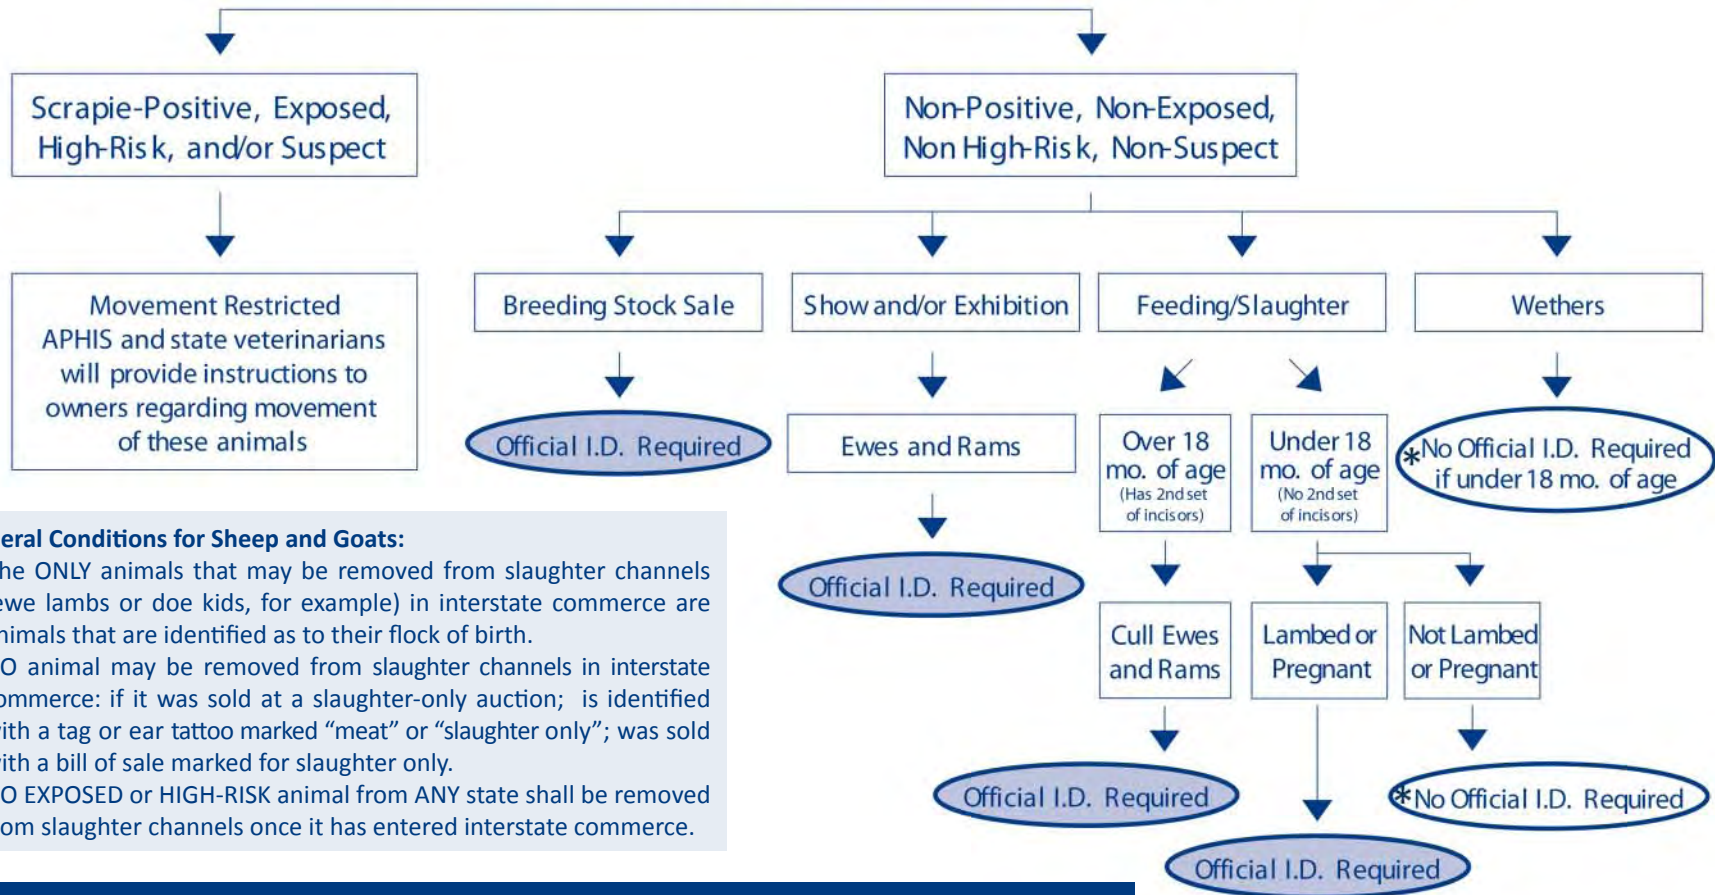 Scrapie-Positive, Exposed,
High-Risk, and/or Suspect
Non-Positive, Non-Exposed,
Non High-Risk, Non-Suspect
Movement Restricted
APHIS and state veterinarians
will provide instructions to
owners regarding movement
of these animals
Breeding Stock Sale
Show and/or Exhibition
Feeding/Slaughter
Wethers
Official I.D. Required
Ewes and Rams
Over 18
mo. of age
(Has 2nd set
of incisors)
Under 18
mo. of age
(No 2nd set
of incisors)
*No Official I.D. Required
if under 18 mo. of age
Official I.D. Required
Cull Ewes
and Rams
Lambed or
Pregnant
Not Lambed
or Pregnant
Official I.D. Required
*No Official I.D. Required
Official I.D. Required
eral Conditions for Sheep and Goats:
he ONLY animals that may be removed from slaughter channels
ewe lambs or doe kids, for example) in interstate commerce are
nimals that are identified as to their flock of birth.
O animal may be removed from slaughter channels in interstate
ommerce: if it was sold at a slaughter-only auction; is identified
with a tag or ear tattoo marked “meat” or “slaughter only”; was sold
with a bill of sale marked for slaughter only.
O EXPOSED or HIGH-RISK animal from ANY state shall be removed
rom slaughter channels once it has entered interstate commerce.